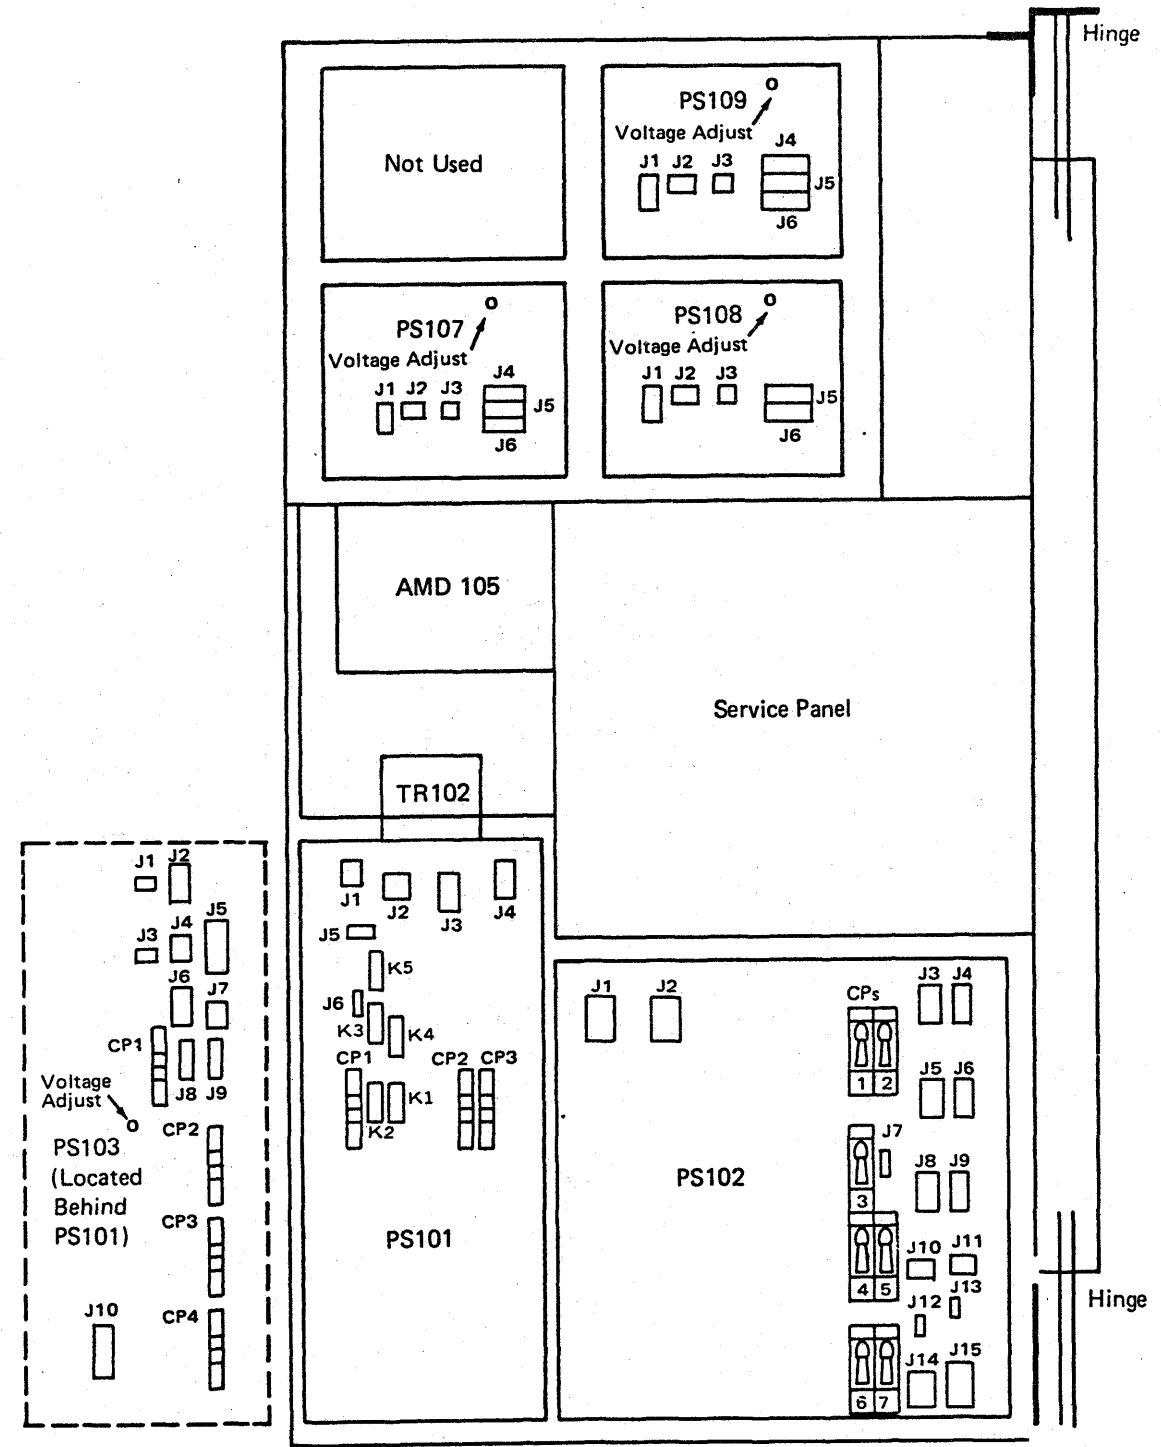 Hinge
Not Used
PS109
Voltage Adjust
J1 J2 J3
J4
J5
J6
PS107
Voltage Adjust
J1 J2 J3
J4
J5
J6
PS108
Voltage Adjust
J1 J2 J3
J5
J6
AMD 105
Service Panel
TR102
J1 J2
J3 J4 J5
J6 J7
CP1
J8 J9
Voltage
Adjust
CP2
PS103
(Located
Behind
PS101)
CP3
CP4
J10
J1 J2 J3 J4
J5
K5
J6
K3 K4
CP1 CP2 CP3
K1
K2
PS101
J1 J2
CPs
J3 J4
1 2
J5 J6
J7
3
J8 J9
PS102
4 5
J10 J11
J12 J13
6 7
J14 J15
Hinge